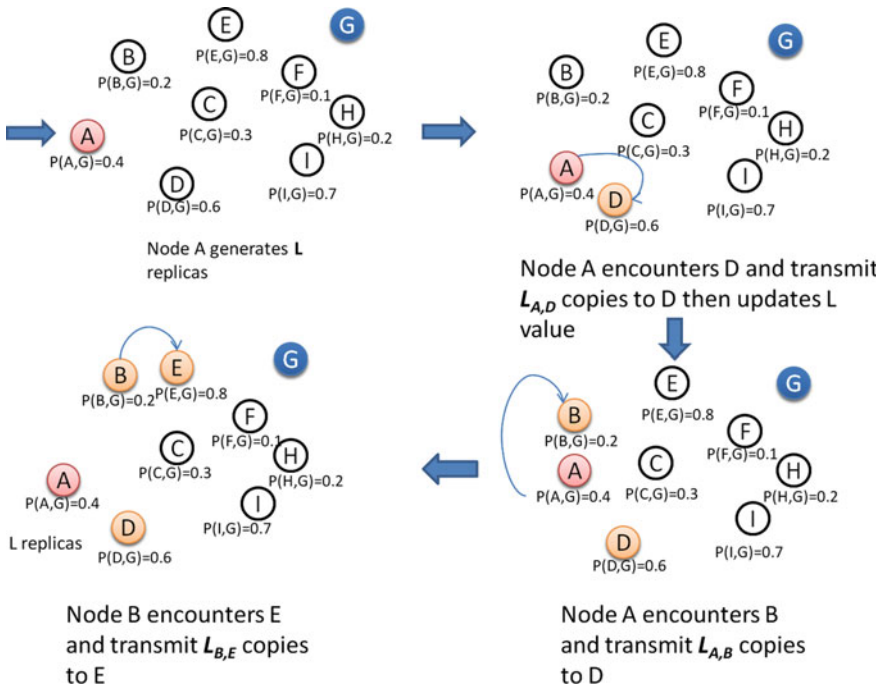 E
G
P(E,G)=0.8
B
P(B,G)=0.2
F
P(F,G)=0.1
C
P(C,G)=0.3
H
P(H,G)=0.2
A
P(A,G)=0.4
I
P(I,G)=0.7
D
P(D,G)=0.6
Node A generates L
replicas
E
G
P(E,G)=0.8
B
P(B,G)=0.2
F
P(F,G)=0.1
C
P(C,G)=0.3
H
P(H,G)=0.2
A
P(A,G)=0.4
I
P(I,G)=0.7
D
P(D,G)=0.6
Node A encounters D and transmit
L_A,D copies to D then updates L
value
B
P(B,G)=0.2
E
P(E,G)=0.8
G
F
P(F,G)=0.1
C
P(C,G)=0.3
H
P(H,G)=0.2
A
P(A,G)=0.4
I
P(I,G)=0.7
D
P(D,G)=0.6
L replicas
Node B encounters E
and transmit L_B,E copies
to E
E
G
P(E,G)=0.8
B
P(B,G)=0.2
F
P(F,G)=0.1
A
P(A,G)=0.4
C
P(C,G)=0.3
H
P(H,G)=0.2
I
P(I,G)=0.7
D
P(D,G)=0.6
Node A encounters B
and transmit L_A,B copies
to D